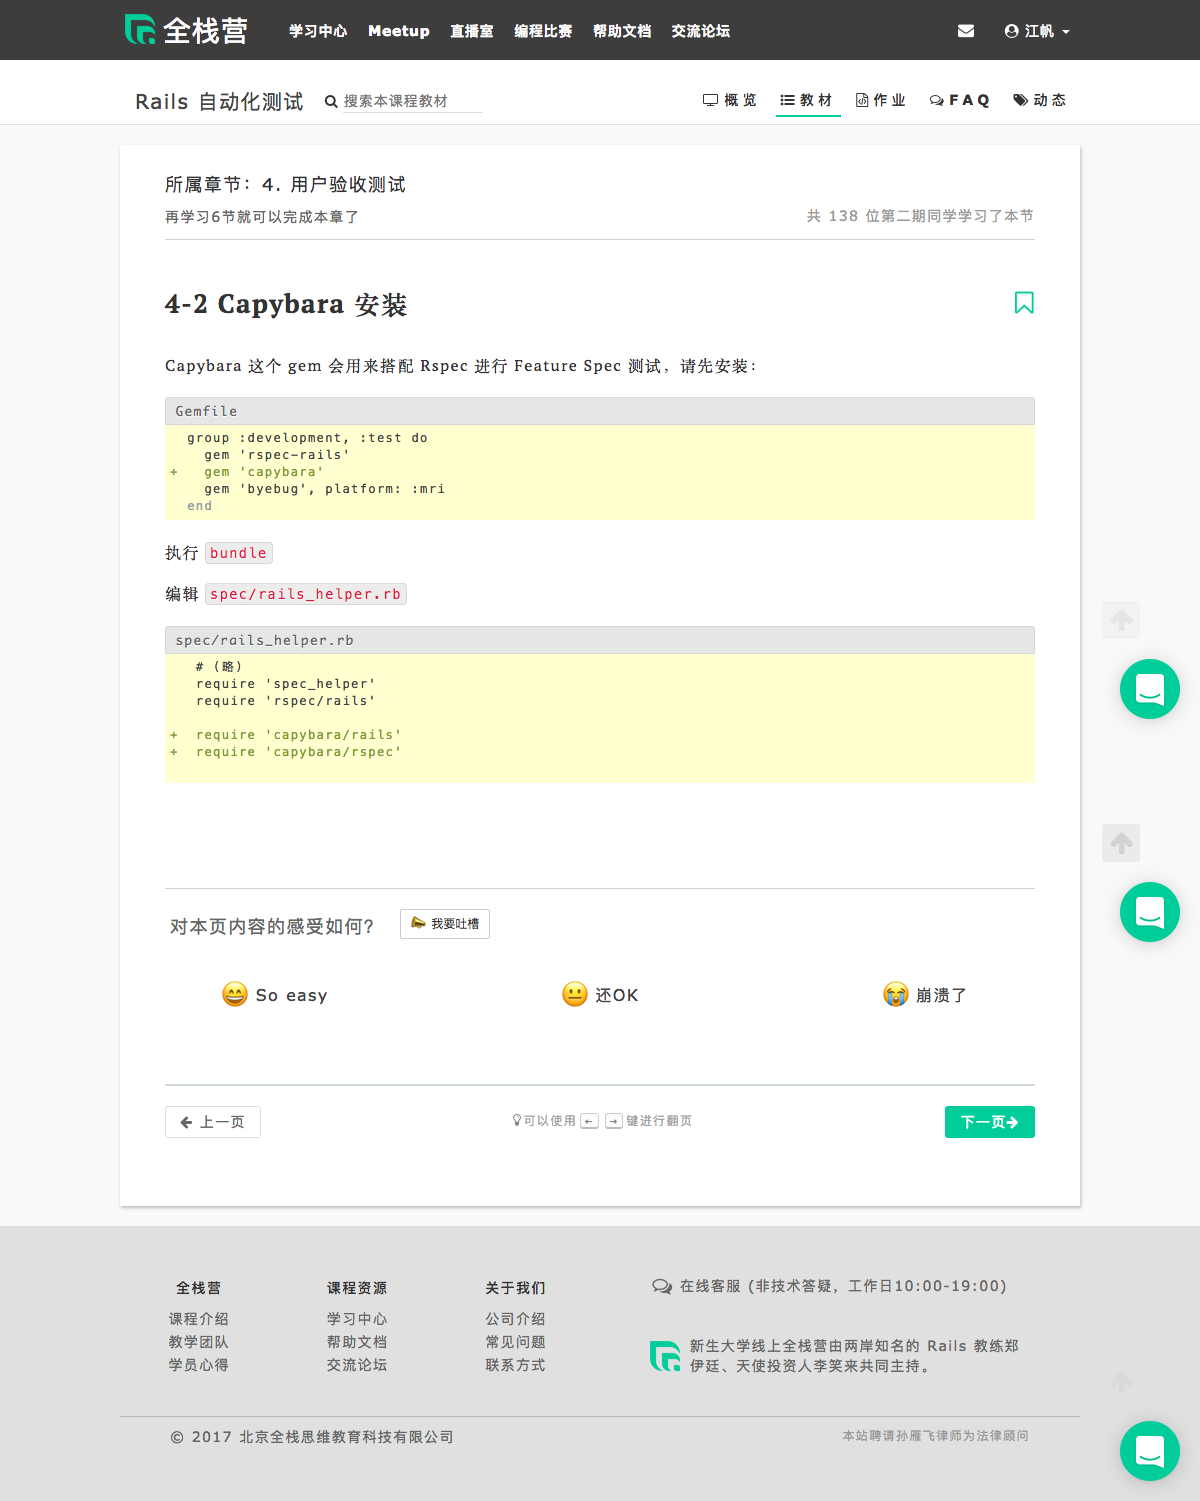 全栈营 学习中心 Meetup 直播室 编程比赛 帮助文档 交流论坛 江帆
Rails 自动化测试 搜索本课程教材 概览 教材 作业 FAQ 动态
所属章节：4. 用户验收测试
再学习6节就可以完成本章了 共 138 位第二期同学学习了本节
4-2 Capybara 安装
Capybara 这个 gem 会用来搭配 Rspec 进行 Feature Spec 测试，请先安装：
Gemfile
group :development, :test do
gem 'rspec-rails'
+ gem 'capybara'
gem 'byebug', platform: :mri
end
执行 bundle
编辑 spec/rails_helper.rb
spec/rails_helper.rb
# (略)
require 'spec_helper'
require 'rspec/rails'
+ require 'capybara/rails'
+ require 'capybara/rspec'
对本页内容的感受如何? 我要吐槽
So easy 还OK 崩溃了
← 上一页 可以使用 ← → 键进行翻页 下一页→
全栈营 课程资源 关于我们 在线客服 (非技术答疑，工作日10:00-19:00)
课程介绍 学习中心 公司介绍
教学团队 帮助文档 常见问题
学员心得 交流论坛 联系方式
新生大学线上全栈营由两岸知名的 Rails 教练郑
伊廷、天使投资人李笑来共同主持。
© 2017 北京全栈思维教育科技有限公司 本站聘请孙雁飞律师为法律顾问